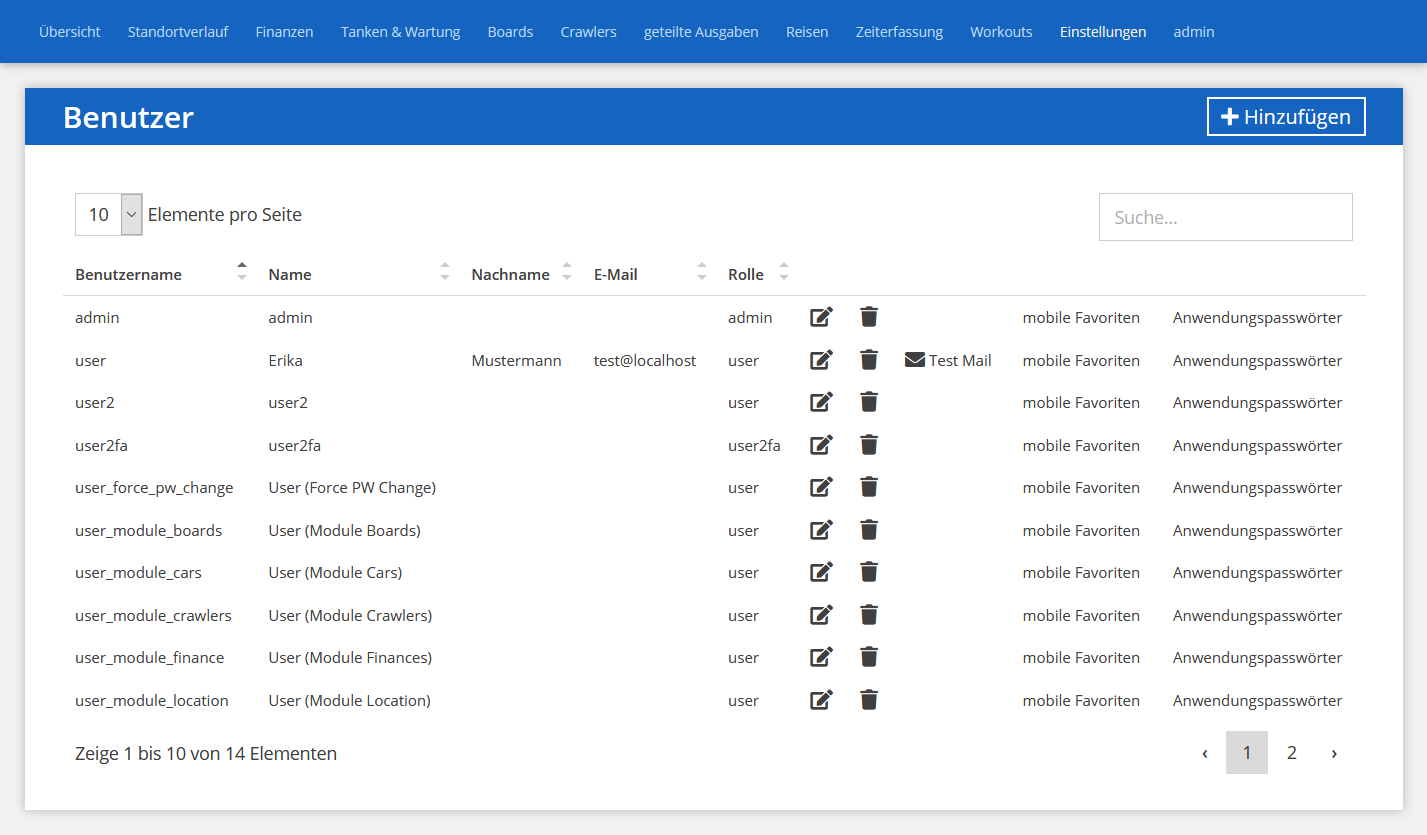 Übersicht Standortverlauf Finanzen Tanken & Wartung Boards Crawlers geteilte Ausgaben Reisen Zeiterfassung Workouts Einstellungen admin
Benutzer Hinzufügen
10 Elemente pro Seite Suche...
Benutzername Name Nachname E-Mail Rolle
admin admin admin mobile Favoriten Anwendungspasswörter
user Erika Mustermann test@localhost user Test Mail mobile Favoriten Anwendungspasswörter
user2 user2 user mobile Favoriten Anwendungspasswörter
user2fa user2fa user2fa mobile Favoriten Anwendungspasswörter
user_force_pw_change User (Force PW Change) user mobile Favoriten Anwendungspasswörter
user_module_boards User (Module Boards) user mobile Favoriten Anwendungspasswörter
user_module_cars User (Module Cars) user mobile Favoriten Anwendungspasswörter
user_module_crawlers User (Module Crawlers) user mobile Favoriten Anwendungspasswörter
user_module_finance User (Module Finances) user mobile Favoriten Anwendungspasswörter
user_module_location User (Module Location) user mobile Favoriten Anwendungspasswörter
Zeige 1 bis 10 von 14 Elementen ‹ 1 2 ›